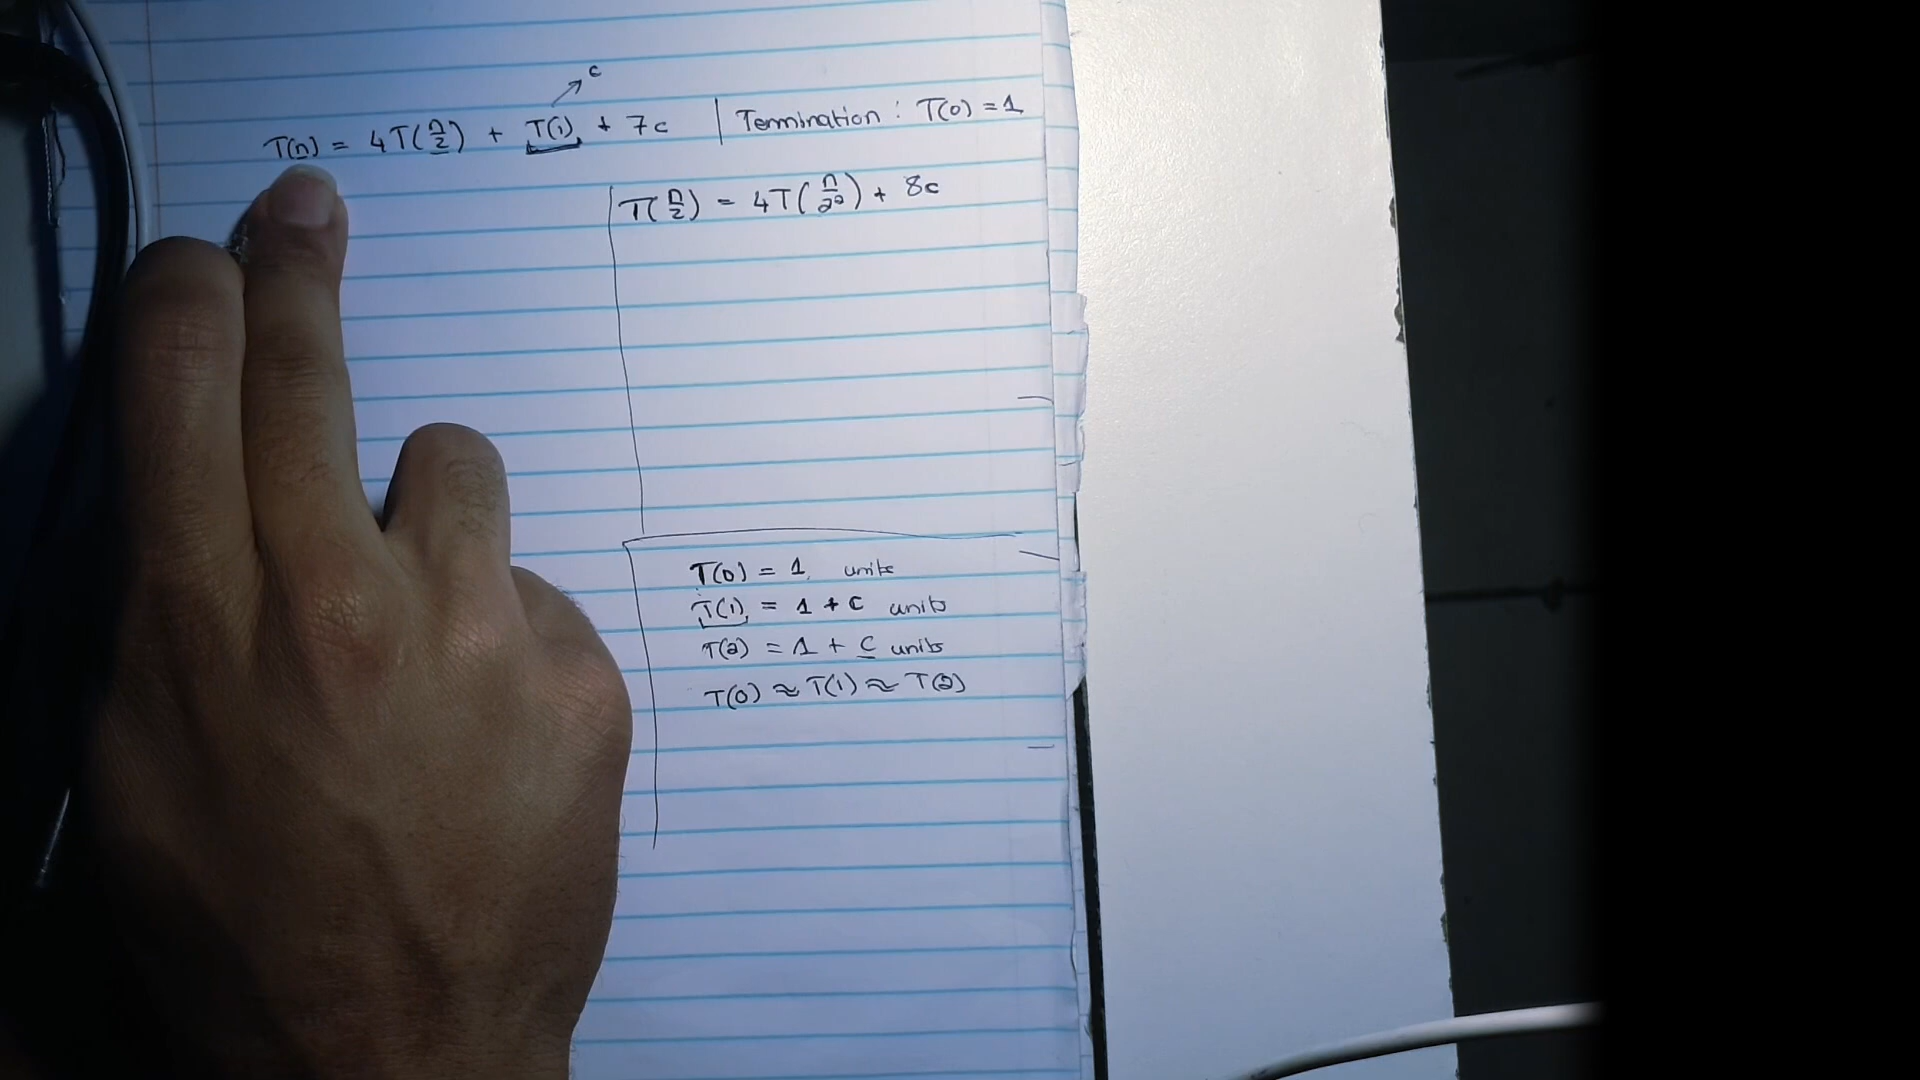 c
T(n) = 4T(n/2) + T(1) + 7c | Termination : T(0) = 1
T(n/2) = 4T(n/2²) + 8c
T(0) = 1 units
T(1) = 1 + c units
T(2) = 1 + c units
T(0) ≈ T(1) ≈ T(2)